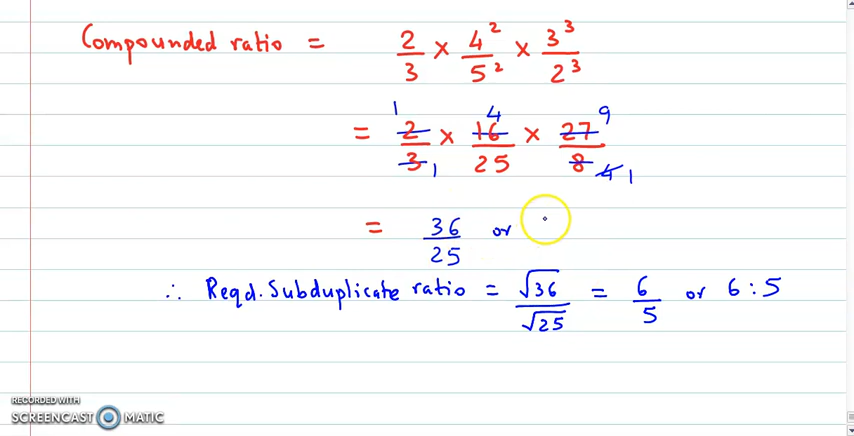 Compounded ratio = 2/3 × 4²/5² × 3³/2³
= 2/3 × 16/25 × 27/8 1 1 4 9 4 1
= 36/25 or
∴ Reqd. Subduplicate ratio = √36/√25 = 6/5 or 6 : 5
RECORDED WITH
SCREENCAST MATIC